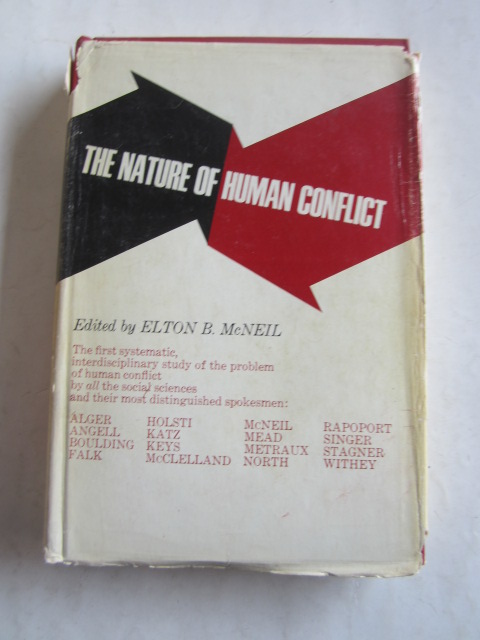 THE NATURE OF HUMAN CONFLICT
Edited by ELTON B. McNEIL
The first systematic,
interdisciplinary study of the problem
of human conflict
by all the social sciences
and their most distinguished spokesmen:
ALGER HOLSTI McNEIL RAPOPORT
ANGELL KATZ MEAD SINGER
BOULDING KEYS METRAUX STAGNER
FALK McCLELLAND NORTH WITHEY